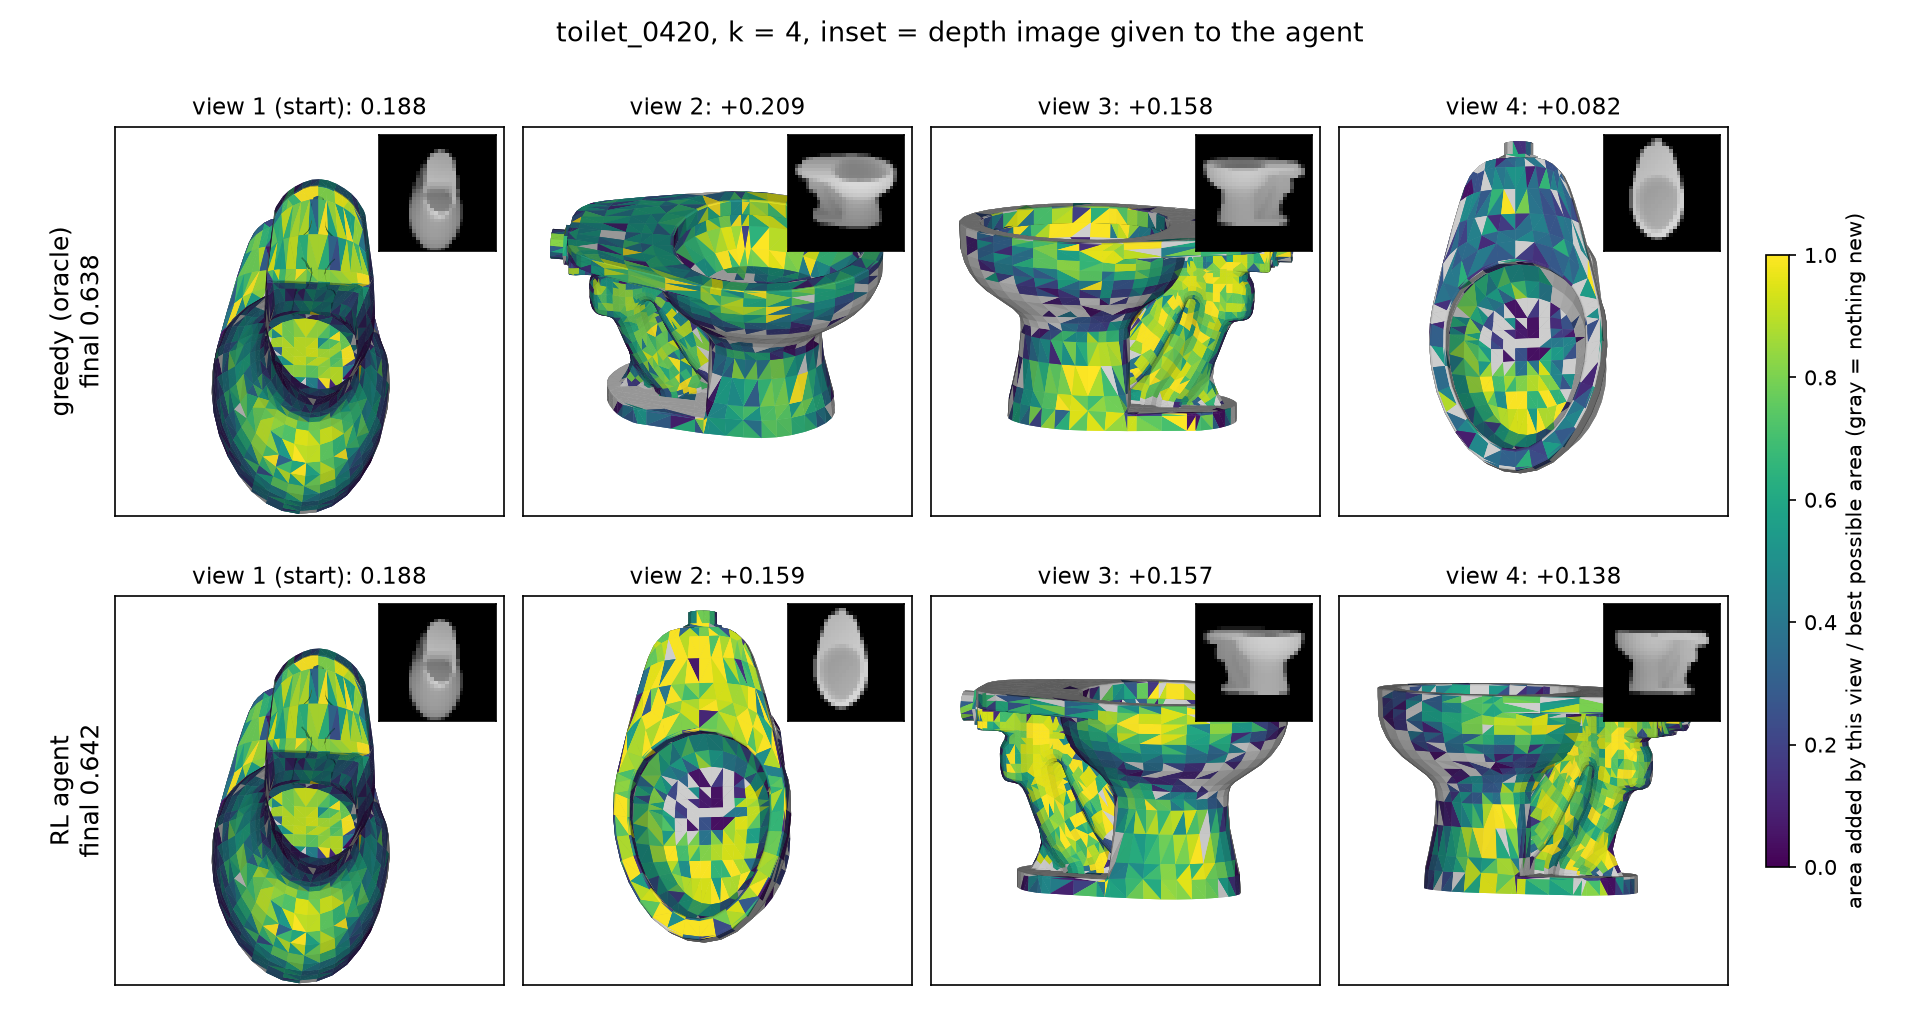 toilet_0420, k = 4, inset = depth image given to the agent
view 1 (start): 0.188
view 2: +0.209
view 3: +0.158
view 4: +0.082
greedy (oracle)
final 0.638
view 1 (start): 0.188
view 2: +0.159
view 3: +0.157
view 4: +0.138
RL agent
final 0.642
1.0
0.8
0.6
0.4
0.2
0.0
area added by this view / best possible area (gray = nothing new)